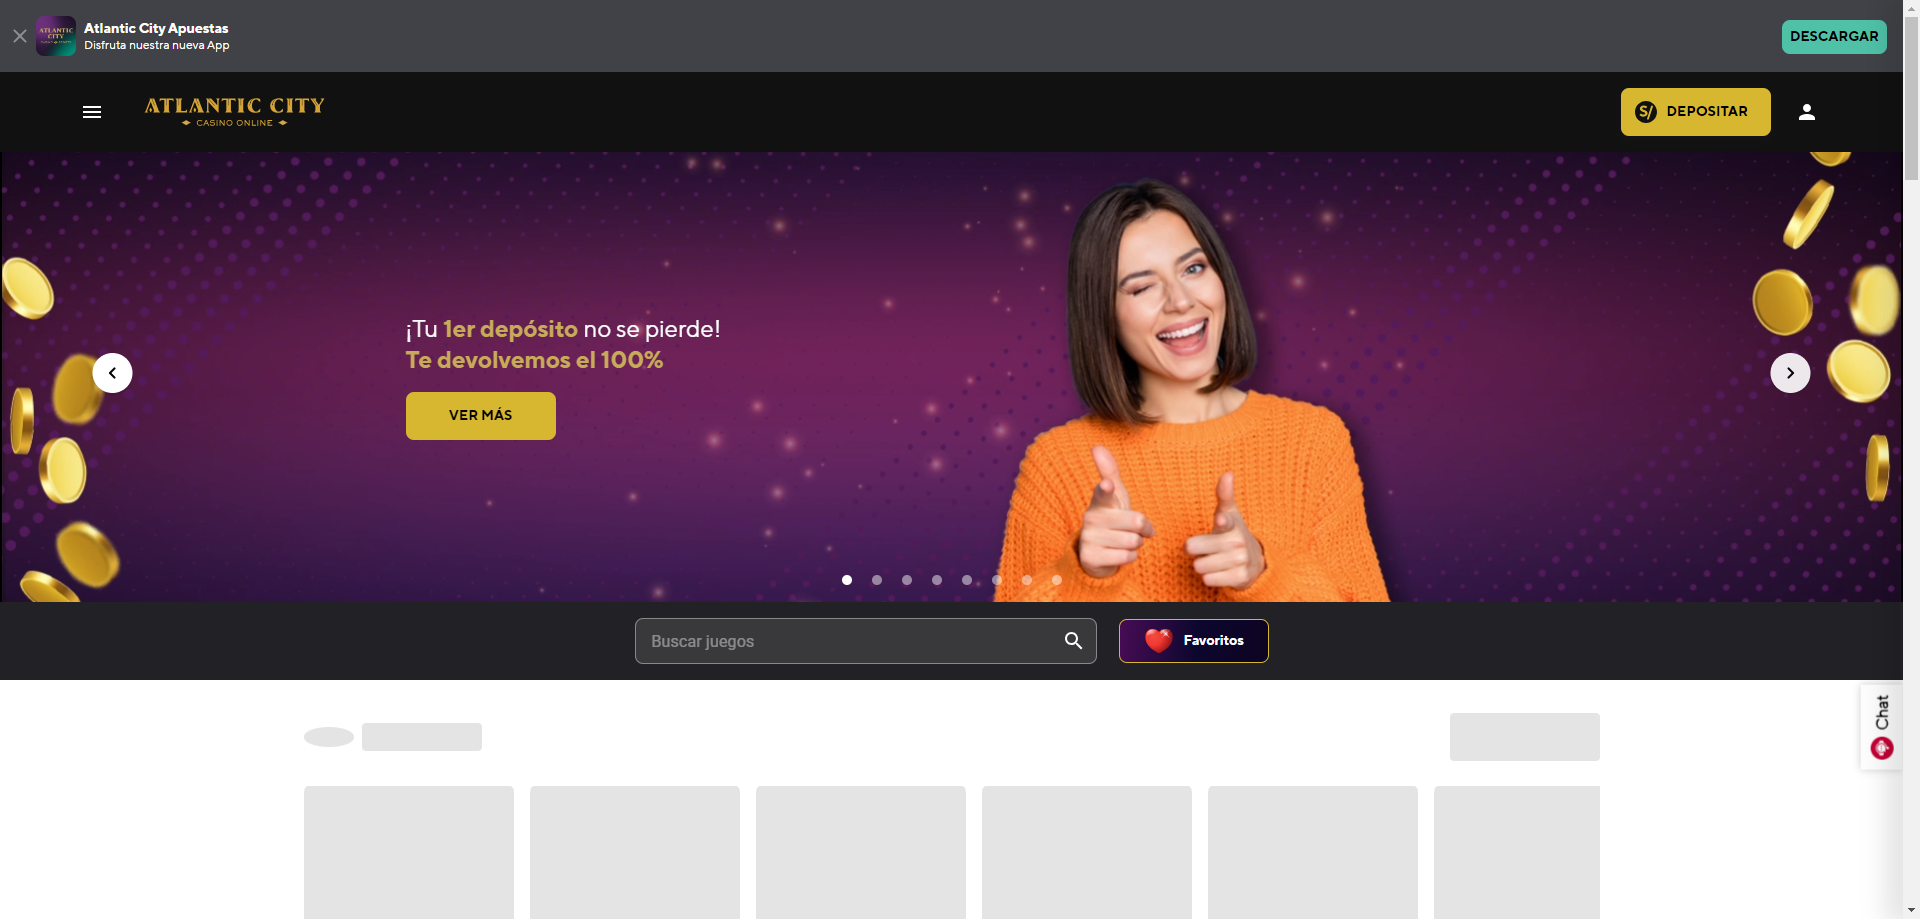 Atlantic City Apuestas
Disfruta nuestra nueva App
DESCARGAR
ATLANTIC CITY
CASINO ONLINE
S/ DEPOSITAR
¡Tu 1er depósito no se pierde!
Te devolvemos el 100%
VER MÁS
Buscar juegos
Favoritos
Chat